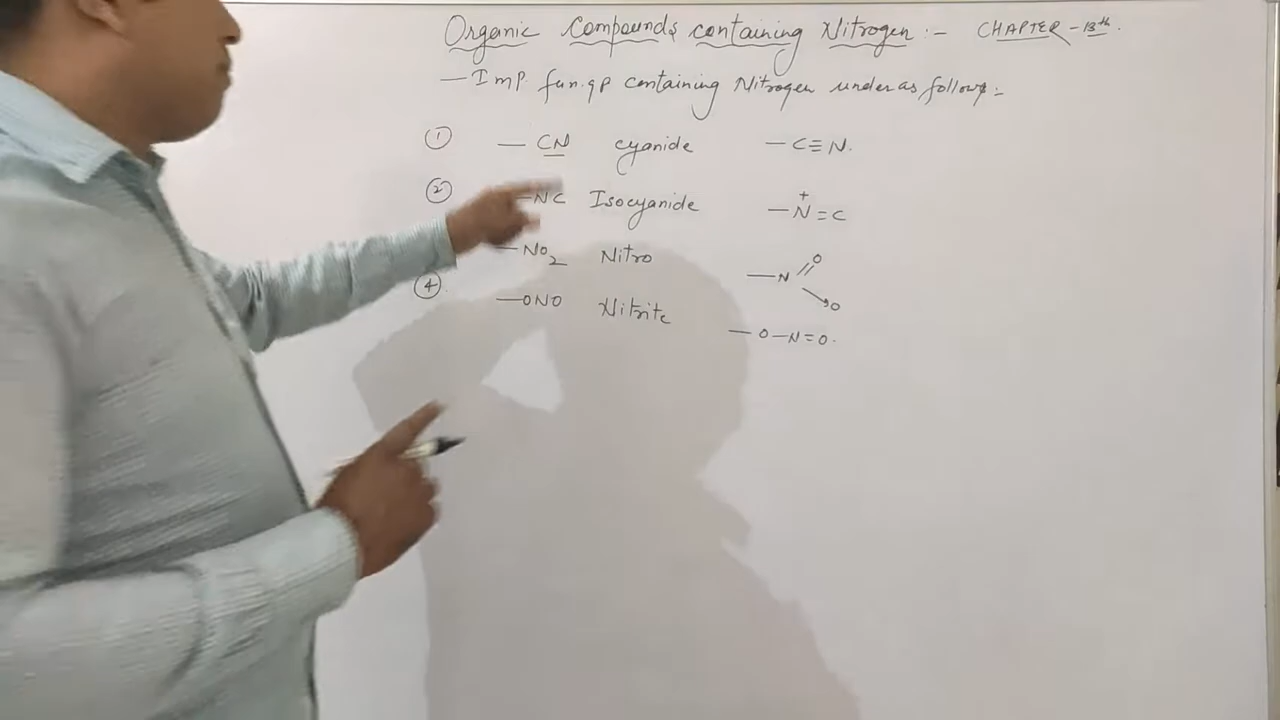 Organic Compounds containing Nitrogen :- CHAPTER-13th.
— Imp. fun.gp containing Nitrogen under as follows:-
① — CN cyanide — C≡N.
② —NC Isocyanide — N⁺=C
—NO₂ Nitro —N=O →O
④ —ONO Nitrite — O—N=O.